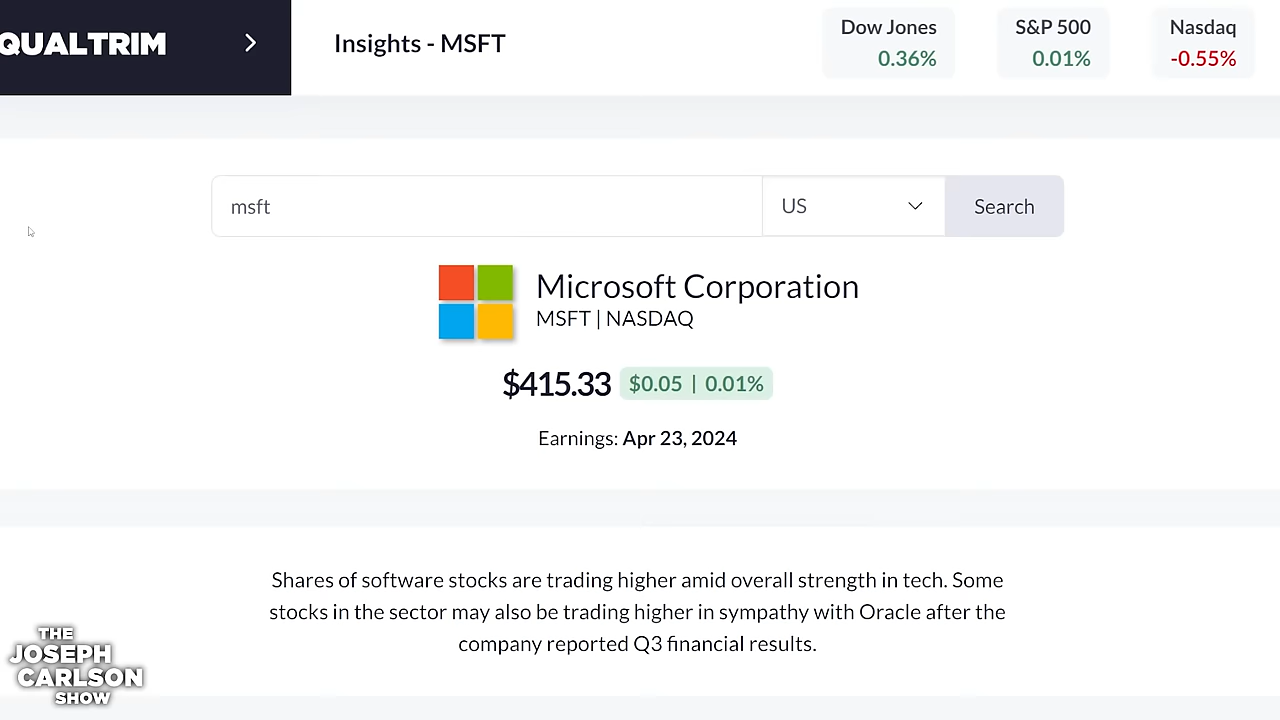 QUALTRIM
Insights - MSFT
Dow Jones
0.36%
S&P 500
0.01%
Nasdaq
-0.55%
msft
US
Search
Microsoft Corporation
MSFT | NASDAQ
$415.33
$0.05 | 0.01%
Earnings: Apr 23, 2024
Shares of software stocks are trading higher amid overall strength in tech. Some
stocks in the sector may also be trading higher in sympathy with Oracle after the
company reported Q3 financial results.
THE
JOSEPH
CARLSON
SHOW